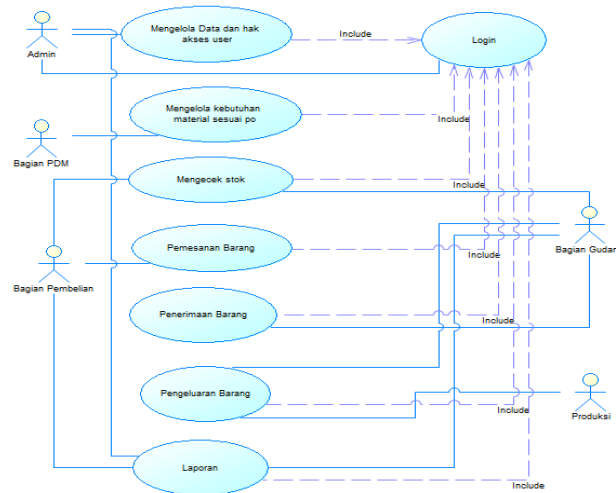 Mengelola Data dan hak
akses user
Include
Login
Admin
Mengelola kebutuhan
material sesuai po
Include
Bagian PDM
Mengecek stok
Include
Pemesanan Barang
Include
Bagian Gudan
Bagian Pembelian
Penerimaan Barang
Include
Pengeluaran Barang
Include
Produksi
Laporan
Include